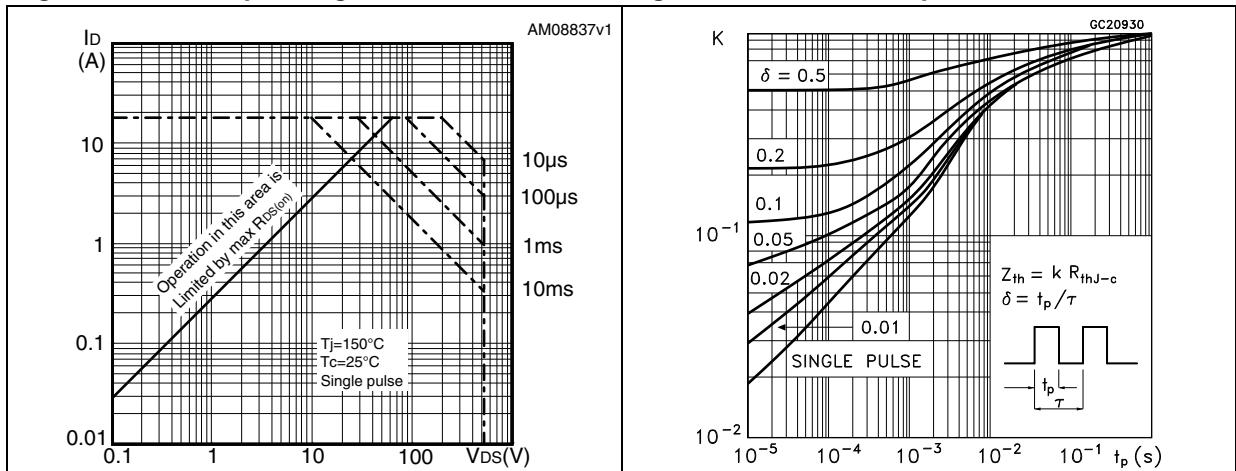 AM08837v1
ID
(A)
10
1
0.1
0.01
0.1
1
10
100
VDS(V)
10µs
100µs
1ms
10ms
Operation in this area is
Limited by max RDS(on)
Tj=150°C
Tc=25°C
Single pulse
GC20930
K
δ = 0.5
0.2
0.1
0.05
0.02
0.01
SINGLE PULSE
10⁻¹
10⁻²
Zth = k RthJ-c
δ = tp/τ
tp
τ
10⁻⁵
10⁻⁴
10⁻³
10⁻²
10⁻¹
tp (s)